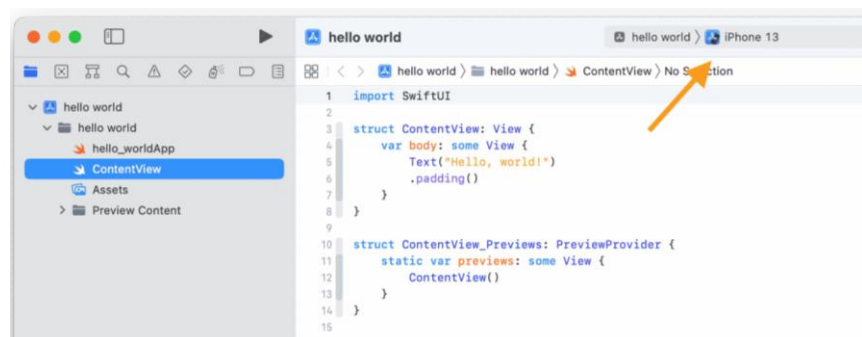 hello world
hello world 〉 iPhone 13
hello world 〉 hello world 〉 ContentView 〉 No Selection
hello world
hello world
hello_worldApp
ContentView
Assets
Preview Content
1 import SwiftUI
2
3 struct ContentView: View {
4 var body: some View {
5 Text("Hello, world!")
6 .padding()
7 }
8 }
9
10 struct ContentView_Previews: PreviewProvider {
11 static var previews: some View {
12 ContentView()
13 }
14 }
15